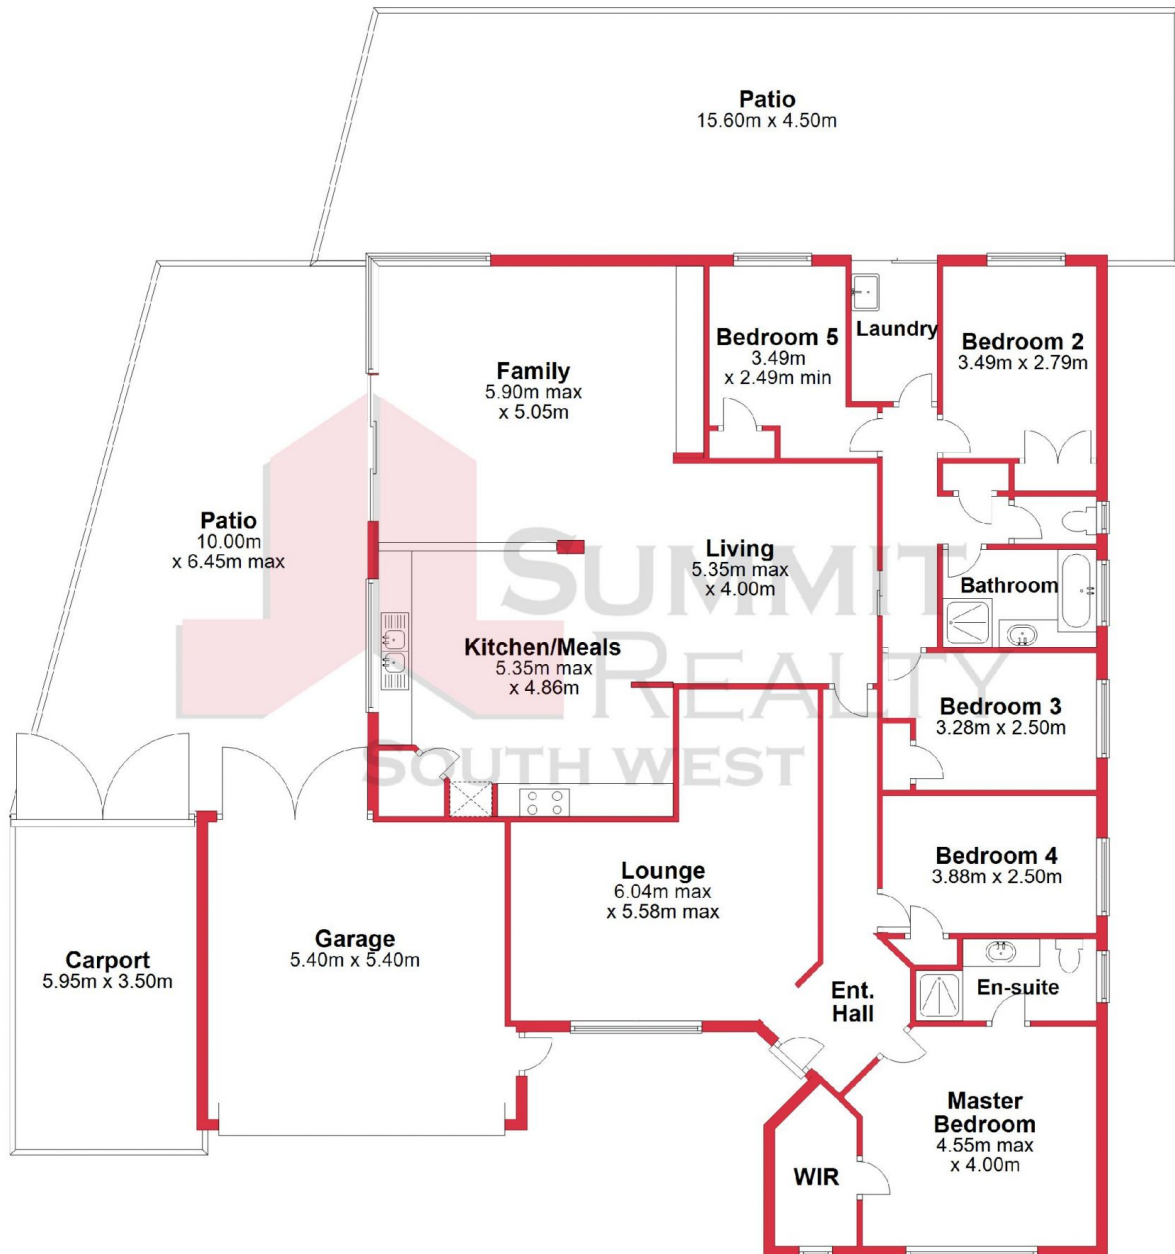 Patio
15.60m x 4.50m
Bedroom 5
3.49m
x 2.49m min
Laundry
Bedroom 2
3.49m x 2.79m
Family
5.90m max
x 5.05m
Patio
10.00m
x 6.45m max
Living
5.35m max
x 4.00m
Bathroom
Kitchen/Meals
5.35m max
x 4.86m
SUMMIT
REALTY
SOUTH WEST
Bedroom 3
3.28m x 2.50m
Bedroom 4
3.88m x 2.50m
Lounge
6.04m max
x 5.58m max
Garage
5.40m x 5.40m
Carport
5.95m x 3.50m
En-suite
Ent.
Hall
Master
Bedroom
4.55m max
x 4.00m
WIR